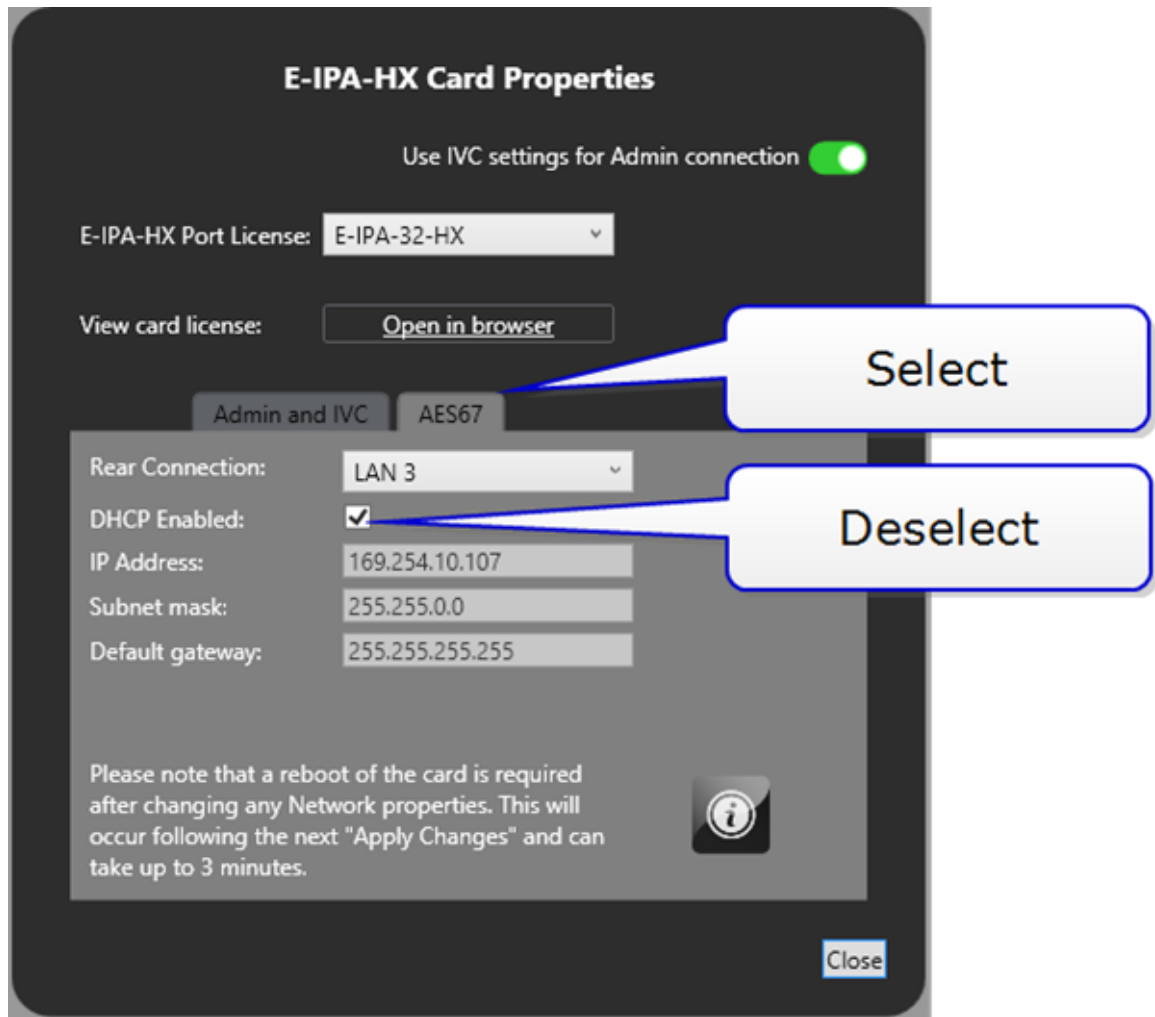 E-IPA-HX Card Properties
Use IVC settings for Admin connection
E-IPA-HX Port License: E-IPA-32-HX
View card license: Open in browser
Select
Admin and IVC AES67
Rear Connection: LAN 3
DHCP Enabled:
Deselect
IP Address: 169.254.10.107
Subnet mask: 255.255.0.0
Default gateway: 255.255.255.255
Please note that a reboot of the card is required
after changing any Network properties. This will
occur following the next "Apply Changes" and can
take up to 3 minutes.
i
Close